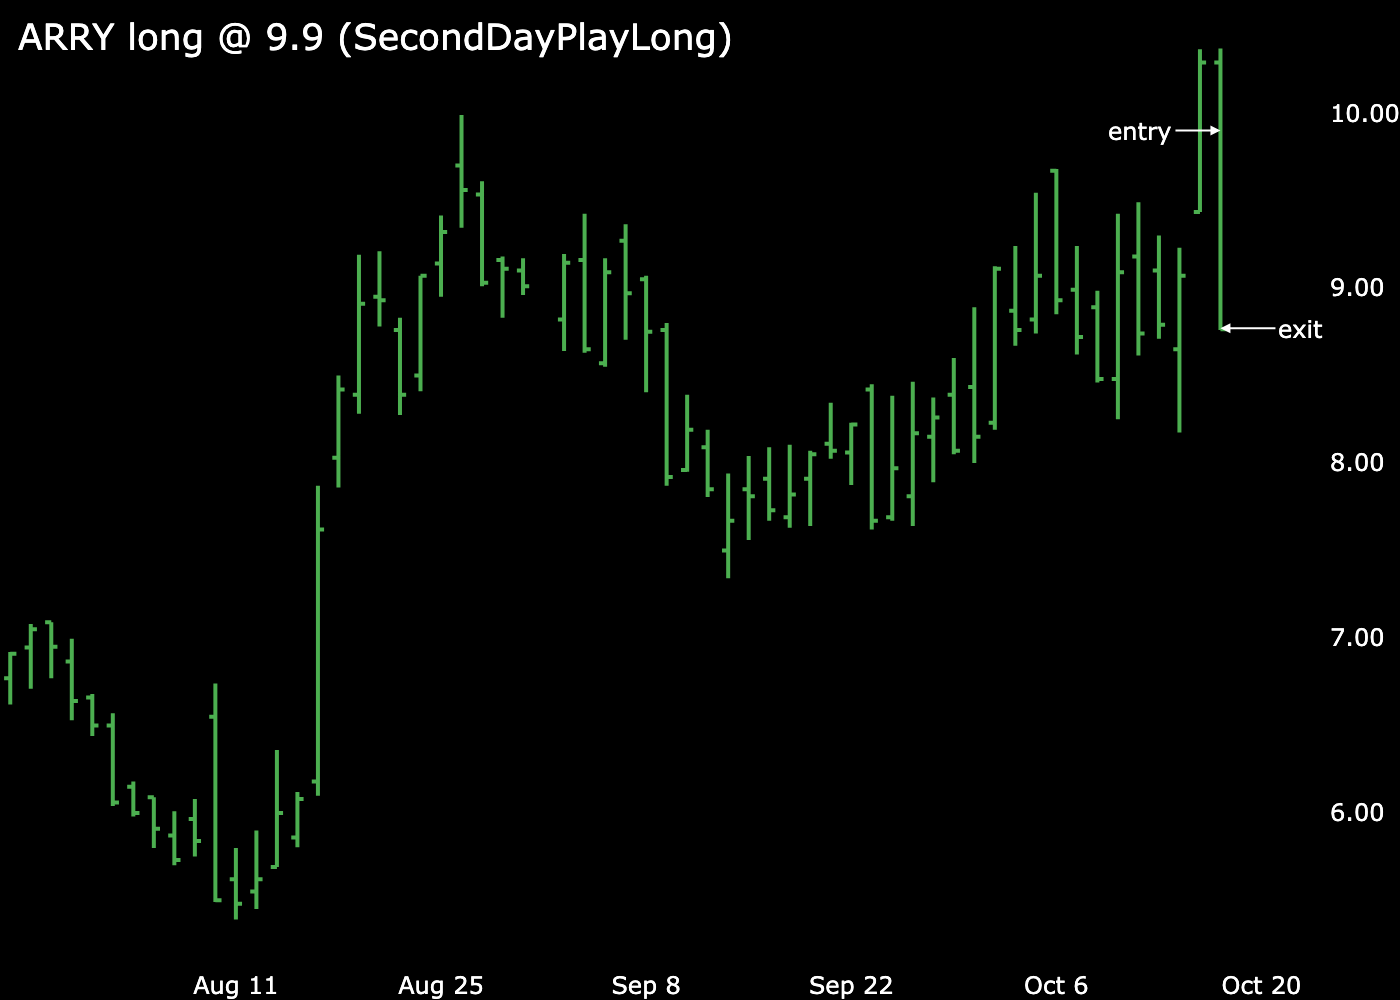 ARRY long @ 9.9 (SecondDayPlayLong)
10.00
entry
9.00
exit
8.00
7.00
6.00
Aug 11 Aug 25 Sep 8 Sep 22 Oct 6 Oct 20